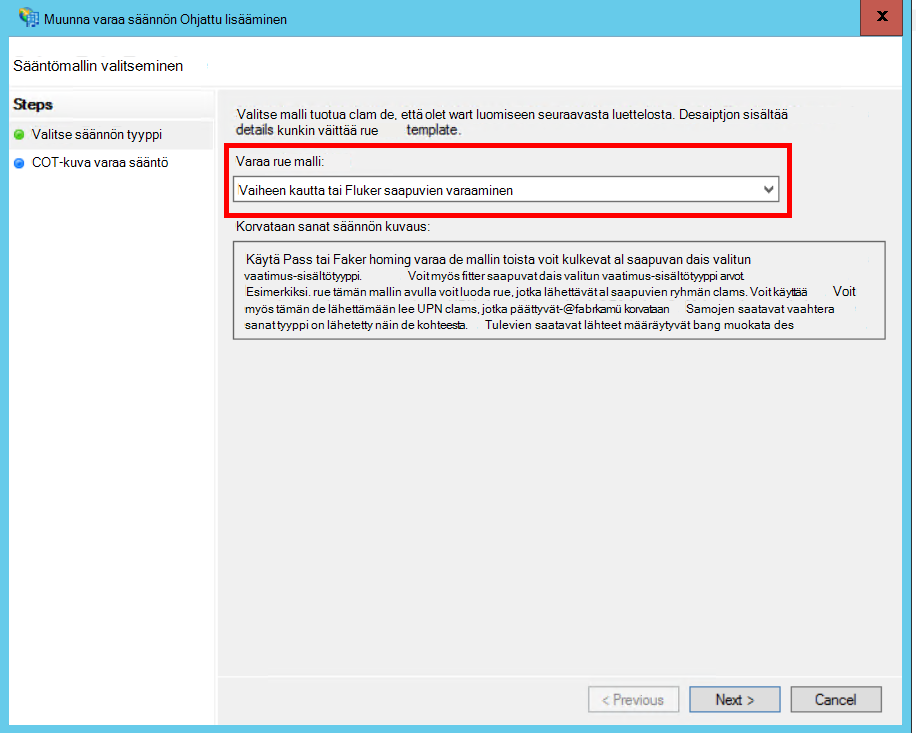 Muunna varaa säännön Ohjattu lisääminen
x
Sääntömallin valitseminen
Steps
Valitse säännön tyyppi
COT-kuva varaa sääntö
Valitse malli tuotua clam de, että olet wart luomiseen seuraavasta luettelosta. Desaiptjon sisältää
details kunkin väittää rue template.
Varaa rue malli:
Vaiheen kautta tai Fluker saapuvien varaaminen
Korvataan sanat säännön kuvaus:
Käytä Pass tai Faker homing varaa de mallin toista voit kulkevat al saapuvan dais valitun
vaatimus-sisältötyyppi. Voit myös fitter saapuvat dais valitun vaatimus-sisältötyyppi arvot.
Esimerkiksi. rue tämän mallin avulla voit luoda rue, jotka lähettävät al saapuvien ryhmän clams. Voit käyttää Voit
myös tämän de lähettämään lee UPN clams, jotka päättyvät-@fabrkamü korvataan Samojen saatavat vaahtera
sanat tyyppi on lähetetty näin de kohteesta. Tulevien saatavat lähteet määräytyvät bang muokata des
< Previous
Next >
Cancel